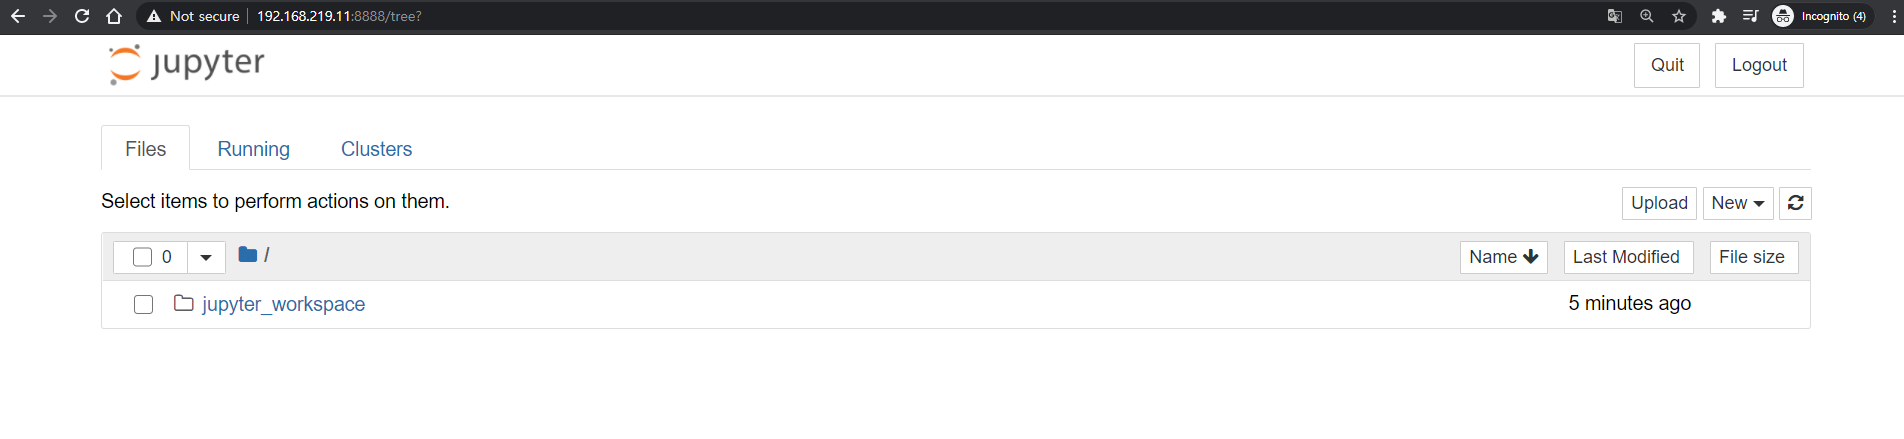 Not secure 192.168.219.11:8888/tree? Incognito (4)
jupyter Quit Logout
Files Running Clusters
Select items to perform actions on them. Upload New
0 / Name Last Modified File size
jupyter_workspace 5 minutes ago